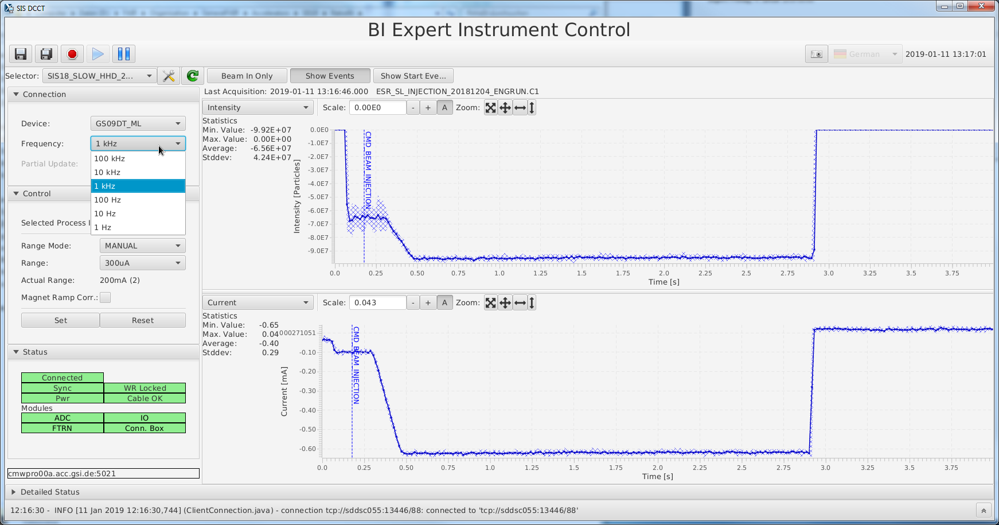 SIS DCCT
BI Expert Instrument Control
German
2019-01-11 13:17:01
Selector: SIS18_SLOW_HHD_2... Beam In Only Show Events Show Start Eve...
Connection
Device: GS09DT_ML
Frequency: 1 kHz
100 kHz
Partial Update:
10 kHz
1 kHz
100 Hz
10 Hz
1 Hz
Control
Selected Process I
Range Mode: MANUAL
Range: 300uA
Actual Range: 200mA (2)
Magnet Ramp Corr.:
Set Reset
Status
Connected
Sync WR Locked
Pwr Cable OK
Modules
ADC IO
FTRN Conn. Box
cmwpro00a.acc.gsi.de:5021
Last Acquisition: 2019-01-11 13:16:46.000 ESR_SL_INJECTION_20181204_ENGRUN.C1
Intensity Scale: 0.00E0 - + A Zoom:
Statistics
Min. Value: -9.92E+07
Max. Value: 0.00E+00
Average: -6.56E+07
Stddev: 4.24E+07
Intensity [Particles]
0.0E0
-1.0E7
-2.0E7
-3.0E7
-4.0E7
-5.0E7
-6.0E7
-7.0E7
-8.0E7
-9.0E7
CMD_BEAM_INJECTION
0.0 0.25 0.50 0.75 1.0 1.25 1.5 1.75 2.0 2.25 2.5 2.75 3.0 3.25 3.5 3.75
Time [s]
Current Scale: 0.043 - + A Zoom:
Statistics
Min. Value: -0.65
Max. Value: 0.04
Average: -0.40
Stddev: 0.29
Current [mA]
000271051
-0.10
-0.20
-0.30
-0.40
-0.50
-0.60
CMD_BEAM_INJECTION
0.0 0.25 0.50 0.75 1.0 1.25 1.50 1.75 2.0 2.25 2.50 2.75 3.0 3.25 3.50 3.75
Time [s]
Detailed Status
12:16:30 - INFO [11 Jan 2019 12:16:30,744] (ClientConnection.java) - connection tcp://sddsc055:13446/88: connected to 'tcp://sddsc055:13446/88'